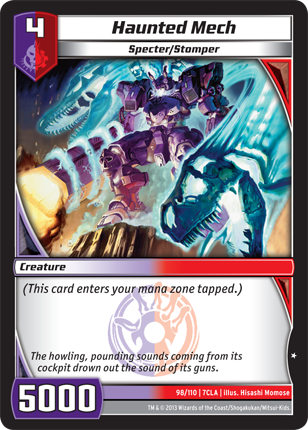 4
Haunted Mech
Specter/Stomper
Creature
(This card enters your mana zone tapped.)
The howling, pounding sounds coming from its
cockpit drown out the sound of its guns.
5000
98/110 | 7CLA | illus. Hisashi Momose
TM & © 2013 Wizards of the Coast/Shogakukan/Mitsui-Kids.